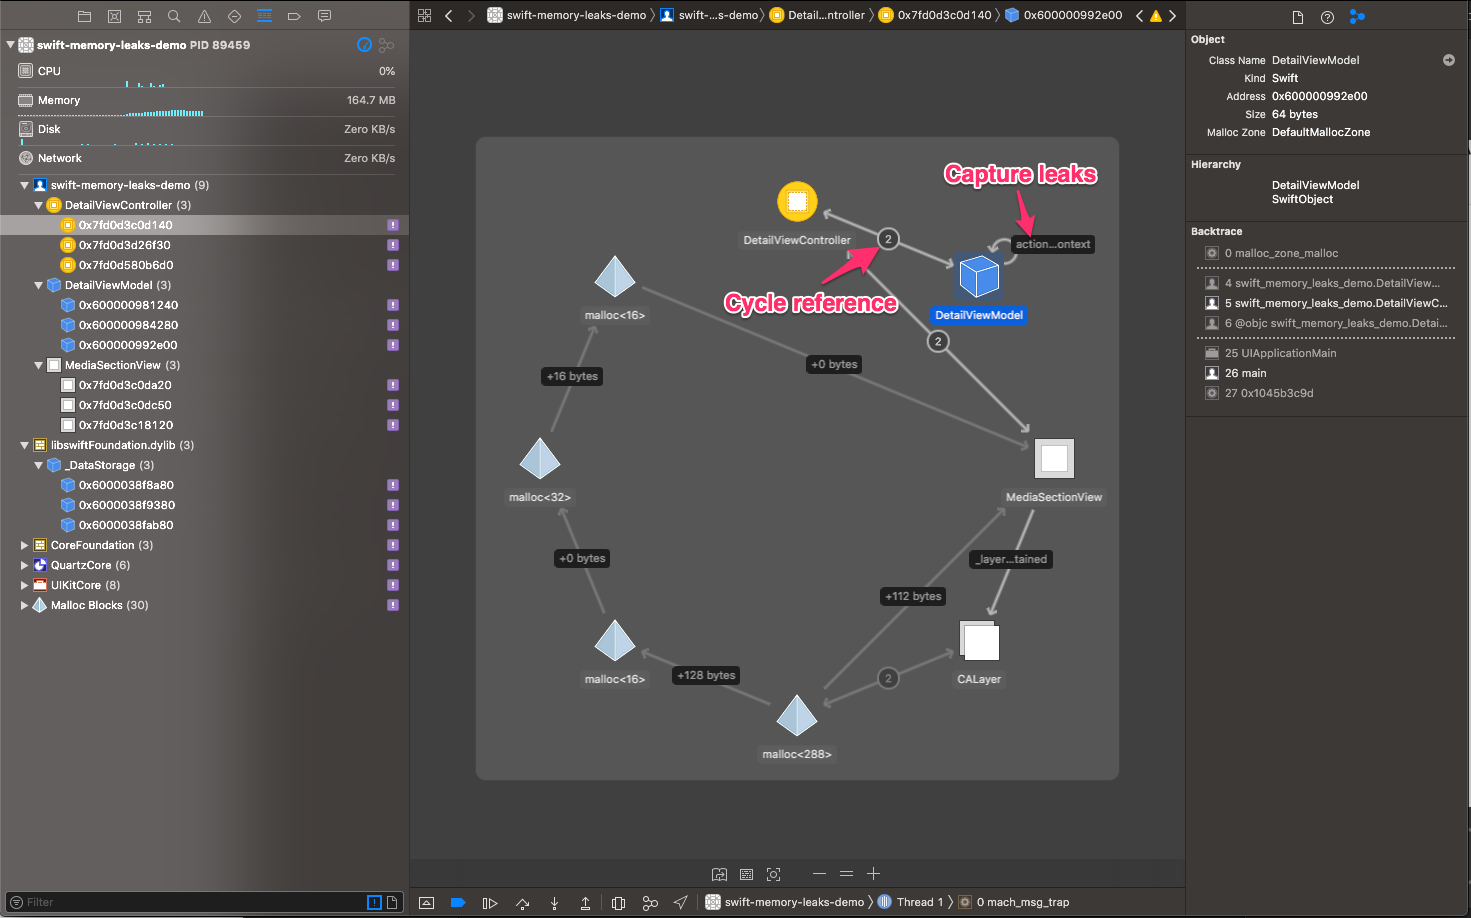 swift-memory-leaks-demo PID 89459
CPU 0%
Memory 164.7 MB
Disk Zero KB/s
Network Zero KB/s
swift-memory-leaks-demo (9)
DetailViewController (3)
0x7fd0d3c0d140
0x7fd0d3d26f30
0x7fd0d580b6d0
DetailViewModel (3)
0x600000981240
0x600000984280
0x600000992e00
MediaSectionView (3)
0x7fd0d3c0da20
0x7fd0d3c0dc50
0x7fd0d3c18120
libswiftFoundation.dylib (3)
_DataStorage (3)
0x6000038f8a80
0x6000038f9380
0x6000038fab80
CoreFoundation (3)
QuartzCore (6)
UIKitCore (8)
Malloc Blocks (30)
Filter
swift-memory-leaks-demo swift-...s-demo) Detail...ntroller 0x7fd0d3c0d140 0x600000992e00
Capture leaks
DetailViewController
2
action...ontext
Cycle reference
malloc<16>
DetailViewModel
2
+0 bytes
+16 bytes
malloc<32>
MediaSectionView
+0 bytes
_layer...tained
+112 bytes
malloc<16>
+128 bytes
2
CALayer
malloc<288>
swift-memory-leaks-demo Thread 1 0 mach_msg_trap
Object
Class Name DetailViewModel
Kind Swift
Address 0x600000992e00
Size 64 bytes
Malloc Zone DefaultMallocZone
Hierarchy
DetailViewModel
SwiftObject
Backtrace
0 malloc_zone_malloc
4 swift_memory_leaks_demo.DetailView...
5 swift_memory_leaks_demo.DetailViewC...
6 @objc swift_memory_leaks_demo.Detai...
25 UIApplicationMain
26 main
27 0x1045b3c9d